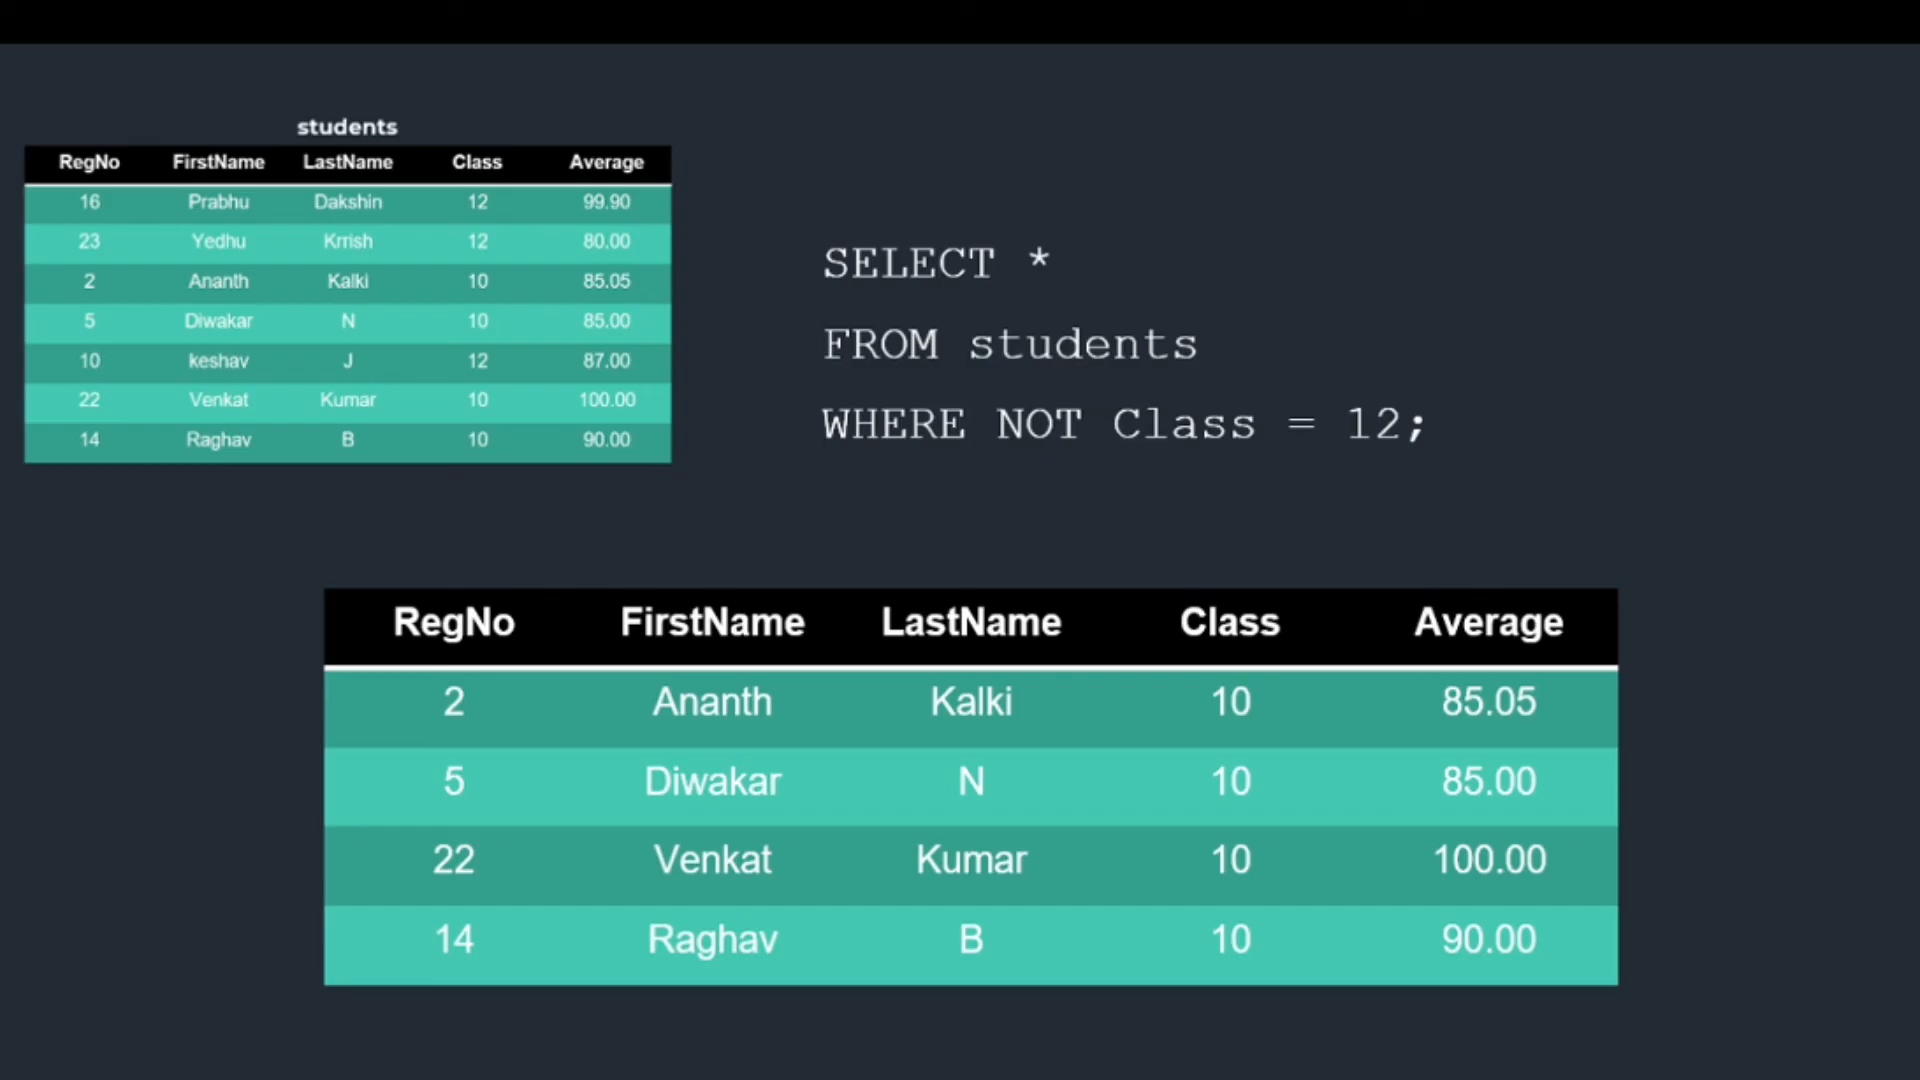 students
RegNo FirstName LastName Class Average
16 Prabhu Dakshin 12 99.90
23 Yedhu Krrish 12 80.00
2 Ananth Kalki 10 85.05
5 Diwakar N 10 85.00
10 keshav J 12 87.00
22 Venkat Kumar 10 100.00
14 Raghav B 10 90.00
SELECT *
FROM students
WHERE NOT Class = 12;
RegNo FirstName LastName Class Average
2 Ananth Kalki 10 85.05
5 Diwakar N 10 85.00
22 Venkat Kumar 10 100.00
14 Raghav B 10 90.00